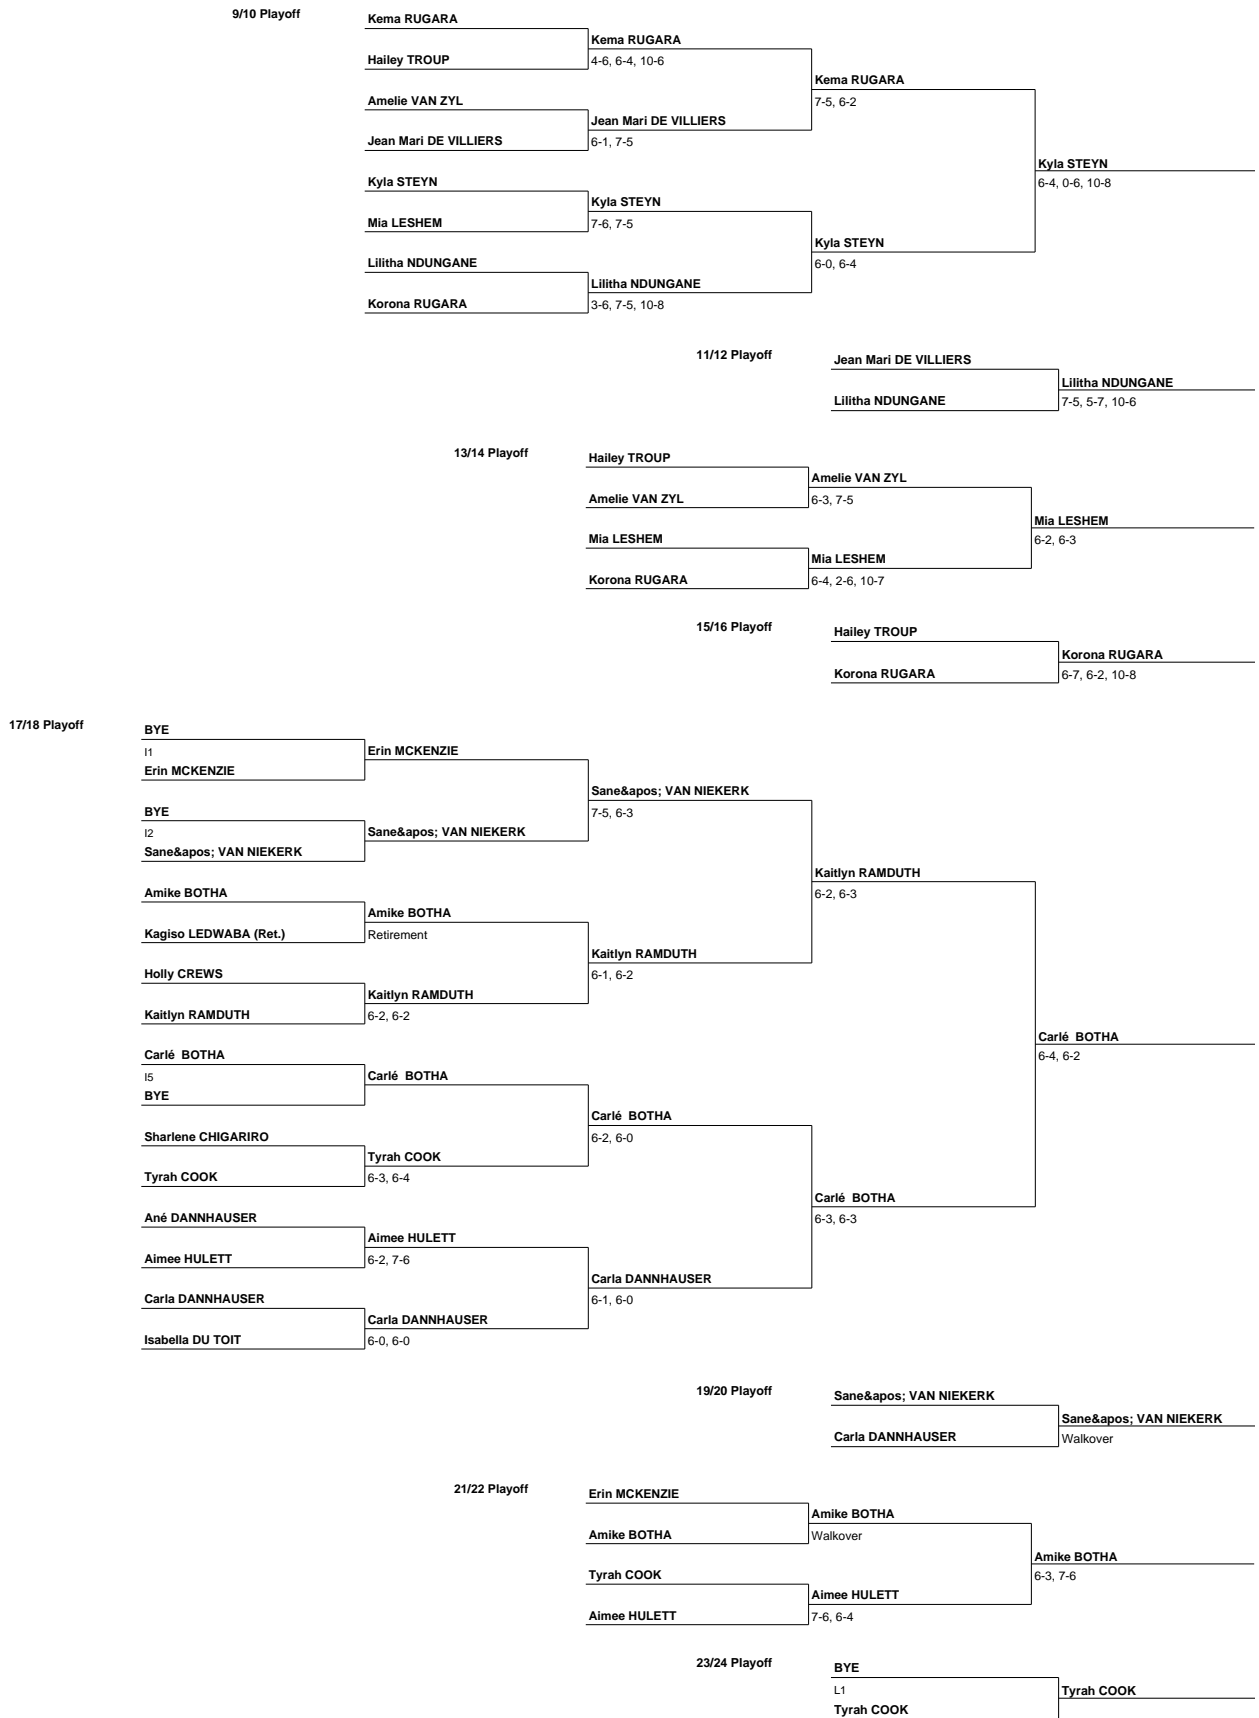 9/10 Playoff
Kema RUGARA
Kema RUGARA
Hailey TROUP
4-6, 6-4, 10-6
Kema RUGARA
7-5, 6-2
Amelie VAN ZYL
Jean Mari DE VILLIERS
Jean Mari DE VILLIERS
6-1, 7-5
Kyla STEYN
6-4, 0-6, 10-8
Kyla STEYN
Kyla STEYN
Mia LESHEM
7-6, 7-5
Kyla STEYN
6-0, 6-4
Lilitha NDUNGANE
Lilitha NDUNGANE
Korona RUGARA
3-6, 7-5, 10-8
11/12 Playoff
Jean Mari DE VILLIERS
Lilitha NDUNGANE
Lilitha NDUNGANE
7-5, 5-7, 10-6
13/14 Playoff
Hailey TROUP
Amelie VAN ZYL
Amelie VAN ZYL
6-3, 7-5
Mia LESHEM
6-2, 6-3
Mia LESHEM
Mia LESHEM
Korona RUGARA
6-4, 2-6, 10-7
15/16 Playoff
Hailey TROUP
Korona RUGARA
Korona RUGARA
6-7, 6-2, 10-8
17/18 Playoff
BYE
I1
Erin MCKENZIE
Erin MCKENZIE
Sane&apos; VAN NIEKERK
7-5, 6-3
BYE
I2
Sane&apos; VAN NIEKERK
Sane&apos; VAN NIEKERK
Kaitlyn RAMDUTH
6-2, 6-3
Amike BOTHA
Amike BOTHA
Kagiso LEDWABA (Ret.)
Retirement
Kaitlyn RAMDUTH
6-1, 6-2
Holly CREWS
Kaitlyn RAMDUTH
Kaitlyn RAMDUTH
6-2, 6-2
Carlé  BOTHA
6-4, 6-2
Carlé  BOTHA
I5
Carlé  BOTHA
BYE
Carlé  BOTHA
6-2, 6-0
Sharlene CHIGARIRO
Tyrah COOK
Tyrah COOK
6-3, 6-4
Carlé  BOTHA
6-3, 6-3
Ané DANNHAUSER
Aimee HULETT
Aimee HULETT
6-2, 7-6
Carla DANNHAUSER
6-1, 6-0
Carla DANNHAUSER
Carla DANNHAUSER
Isabella DU TOIT
6-0, 6-0
19/20 Playoff
Sane&apos; VAN NIEKERK
Sane&apos; VAN NIEKERK
Carla DANNHAUSER
Walkover
21/22 Playoff
Erin MCKENZIE
Amike BOTHA
Amike BOTHA
Walkover
Amike BOTHA
6-3, 7-6
Tyrah COOK
Aimee HULETT
Aimee HULETT
7-6, 6-4
23/24 Playoff
BYE
L1
Tyrah COOK
Tyrah COOK